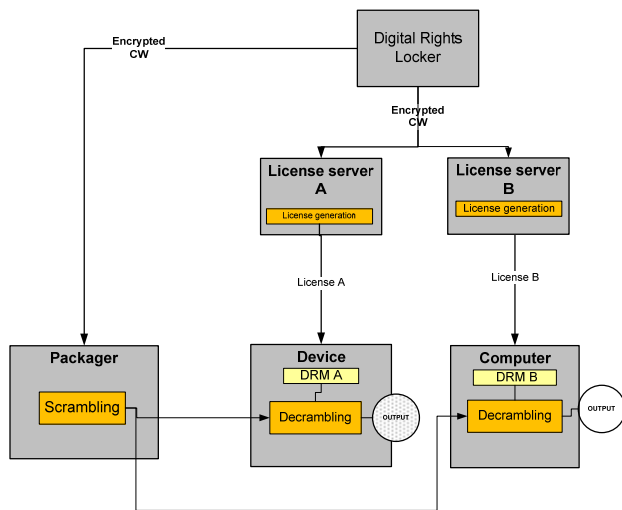 Digital Rights
Locker
Encrypted
CW
Encrypted
CW
License server
A
License generation
License server
B
License generation
License A
License B
Packager
Scrambling
Device
DRM A
Decrambling
OUTPUT
Computer
DRM B
Decrambling
OUTPUT